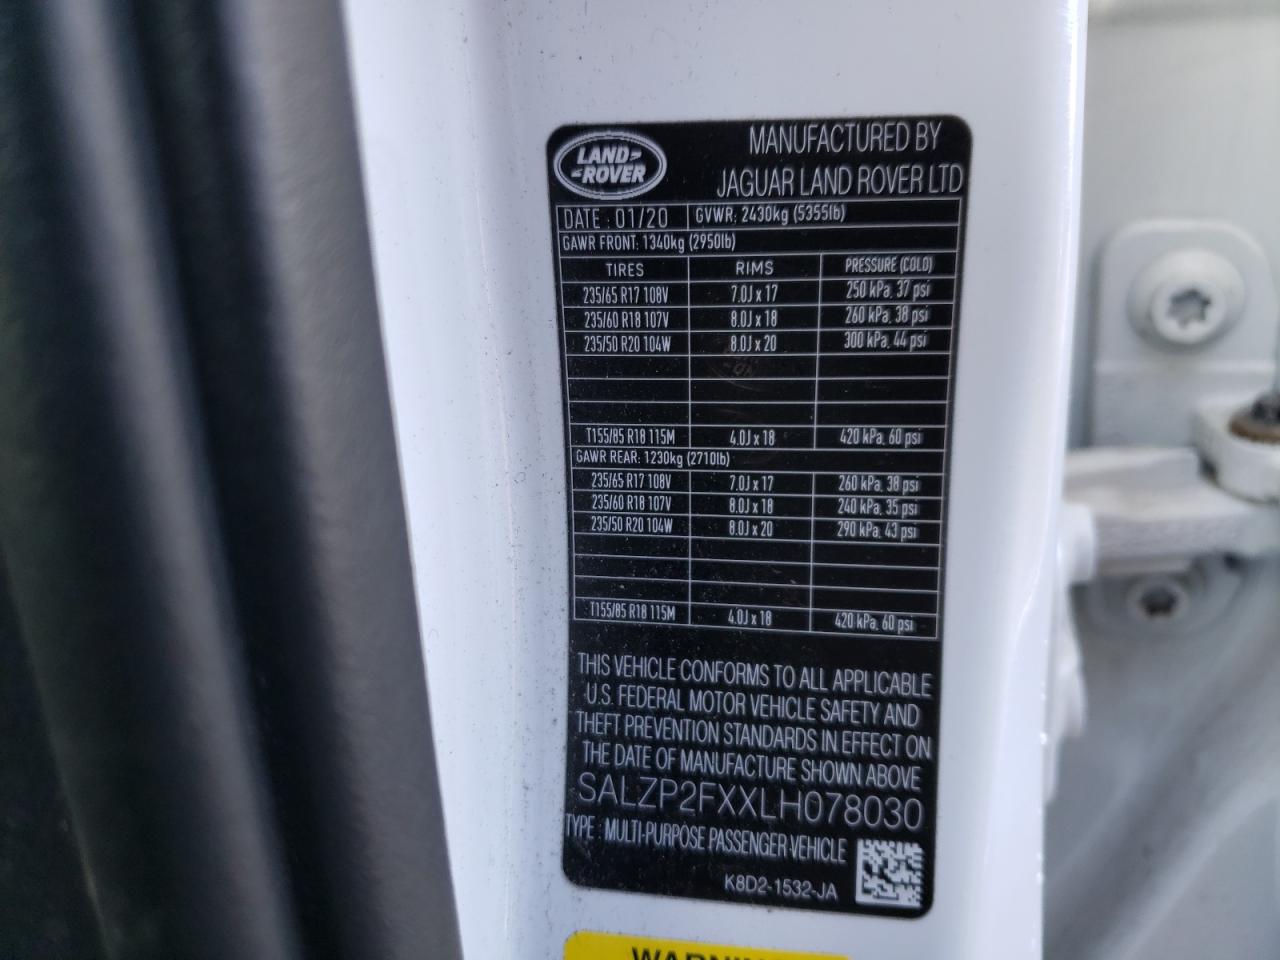 LAND-
-ROVER
MANUFACTURED BY
JAGUAR LAND ROVER LTD
DATE : 01/20 GVWR: 2430kg (5355lb)
GAWR FRONT: 1340kg (2950lb)
TIRES RIMS PRESSURE (COLD)
235/65 R17 108V 7.0J x 17 250 kPa, 37 psi
235/60 R18 107V 8.0J x 18 260 kPa, 38 psi
235/50 R20 104W 8.0J x 20 300 kPa, 44 psi
T155/85 R18 115M 4.0J x 18 420 kPa, 60 psi
GAWR REAR: 1230kg (2710lb)
235/65 R17 108V 7.0J x 17 260 kPa, 38 psi
235/60 R18 107V 8.0J x 18 240 kPa, 35 psi
235/50 R20 104W 8.0J x 20 290 kPa, 43 psi
T155/85 R18 115M 4.0J x 18 420 kPa, 60 psi
THIS VEHICLE CONFORMS TO ALL APPLICABLE
U.S. FEDERAL MOTOR VEHICLE SAFETY AND
THEFT PREVENTION STANDARDS IN EFFECT ON
THE DATE OF MANUFACTURE SHOWN ABOVE
SALZP2FXXLH078030
TYPE : MULTI-PURPOSE PASSENGER VEHICLE
K8D2-1532-JA